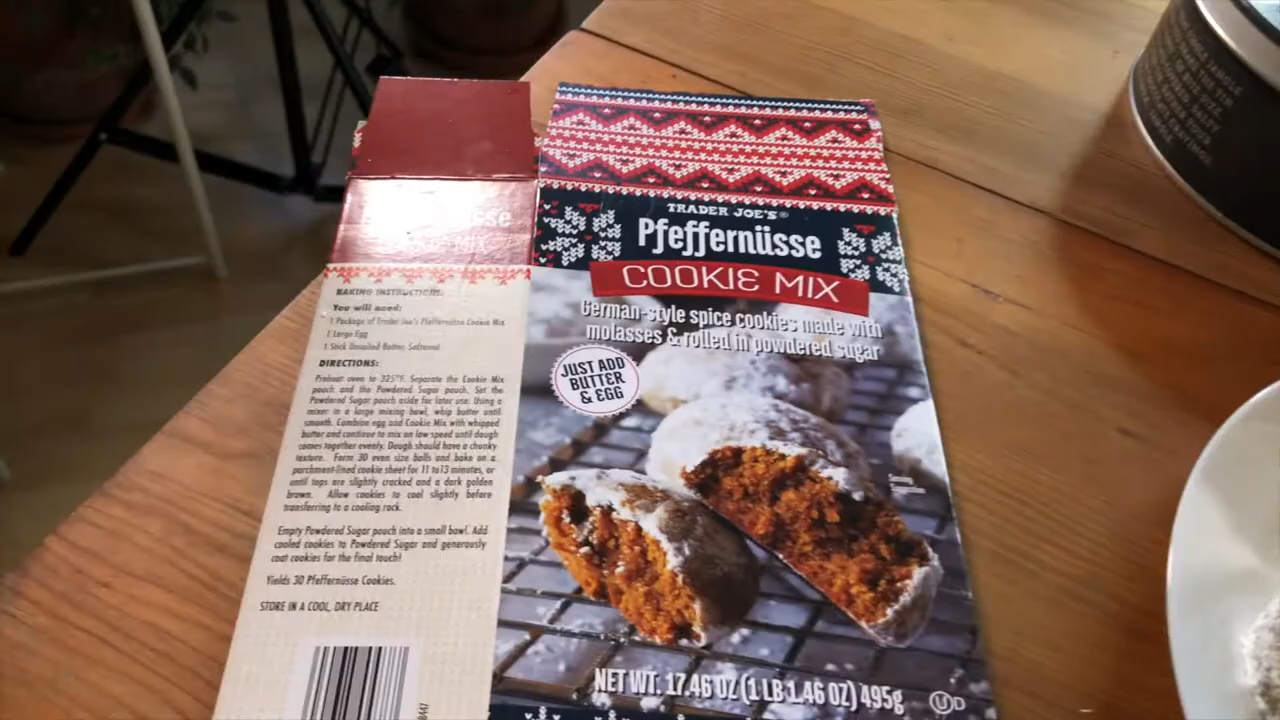 BAKING INSTRUCTIONS:
You will need:
1 Package of Trader Joe's Pfeffernüsse Cookie Mix
1 Large Egg
1 Stick Unsalted Butter, Softened
DIRECTIONS:
Preheat oven to 325°F. Separate the Cookie Mix
pouch and the Powdered Sugar pouch. Set the
Powdered Sugar pouch aside for later use. Using a
mixer in a large mixing bowl, whip butter until
smooth. Combine egg and Cookie Mix with whipped
butter and continue to mix on low speed until dough
comes together evenly. Dough should have a chunky
texture. Form 30 even size balls and bake on a
parchment-lined cookie sheet for 11 to13 minutes, or
until tops are slightly cracked and a dark golden
brown. Allow cookies to cool slightly before
transferring to a cooling rack.
Empty Powdered Sugar pouch into a small bowl. Add
cooled cookies to Powdered Sugar and generously
coat cookies for the final touch!
Yields 30 Pfeffernüsse Cookies.
STORE IN A COOL, DRY PLACE
TRADER JOE'S®
Pfeffernüsse
COOKIE MIX
German-style spice cookies made with
molasses & rolled in powdered sugar
JUST ADD
BUTTER
& EGG
NET WT. 17.46 OZ (1 LB 1.46 OZ) 495g
U D